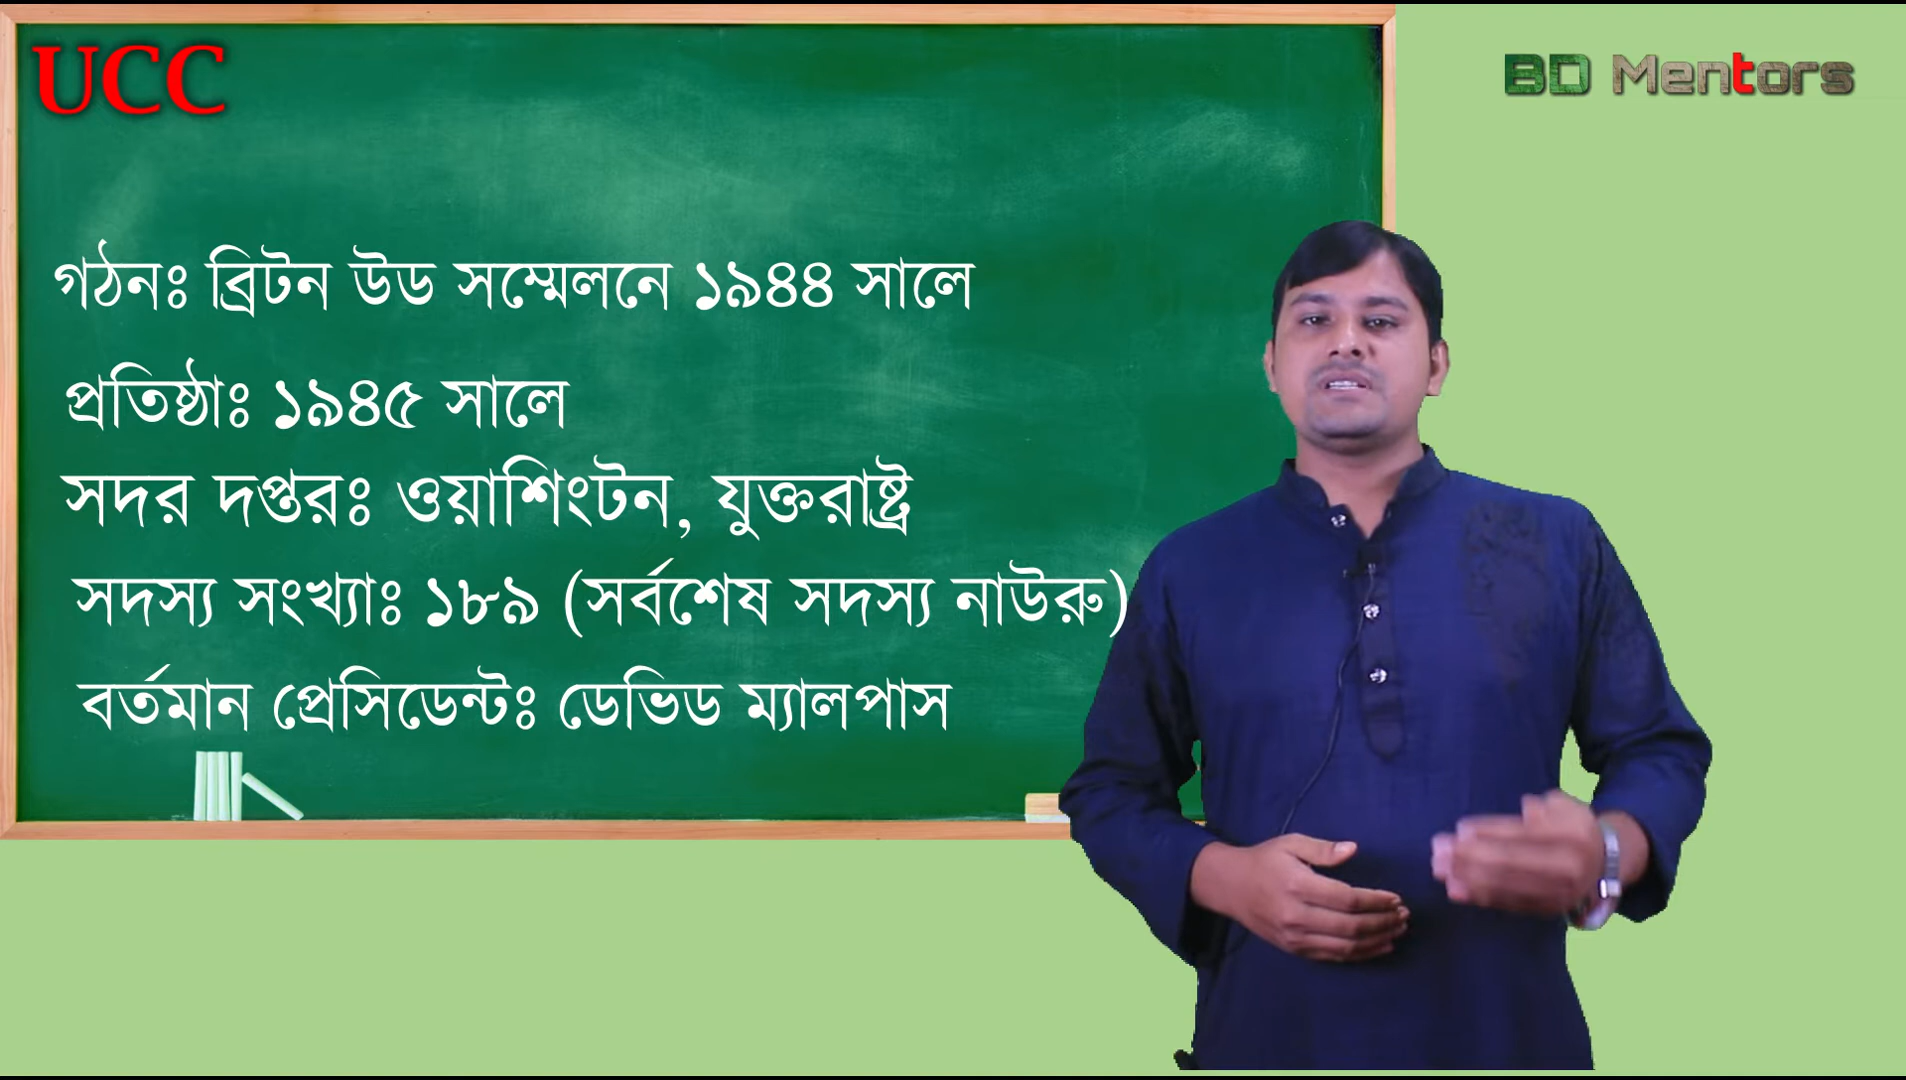 UCC
BD Mentors
গঠনঃ ব্রিটন উড সম্মেলনে ১৯৪৪ সালে
প্রতিষ্ঠাঃ ১৯৪৫ সালে
সদর দপ্তরঃ ওয়াশিংটন, যুক্তরাষ্ট্র
সদস্য সংখ্যাঃ ১৮৯ (সর্বশেষ সদস্য নাউরু)
বর্তমান প্রেসিডেন্টঃ ডেভিড ম্যালপাস